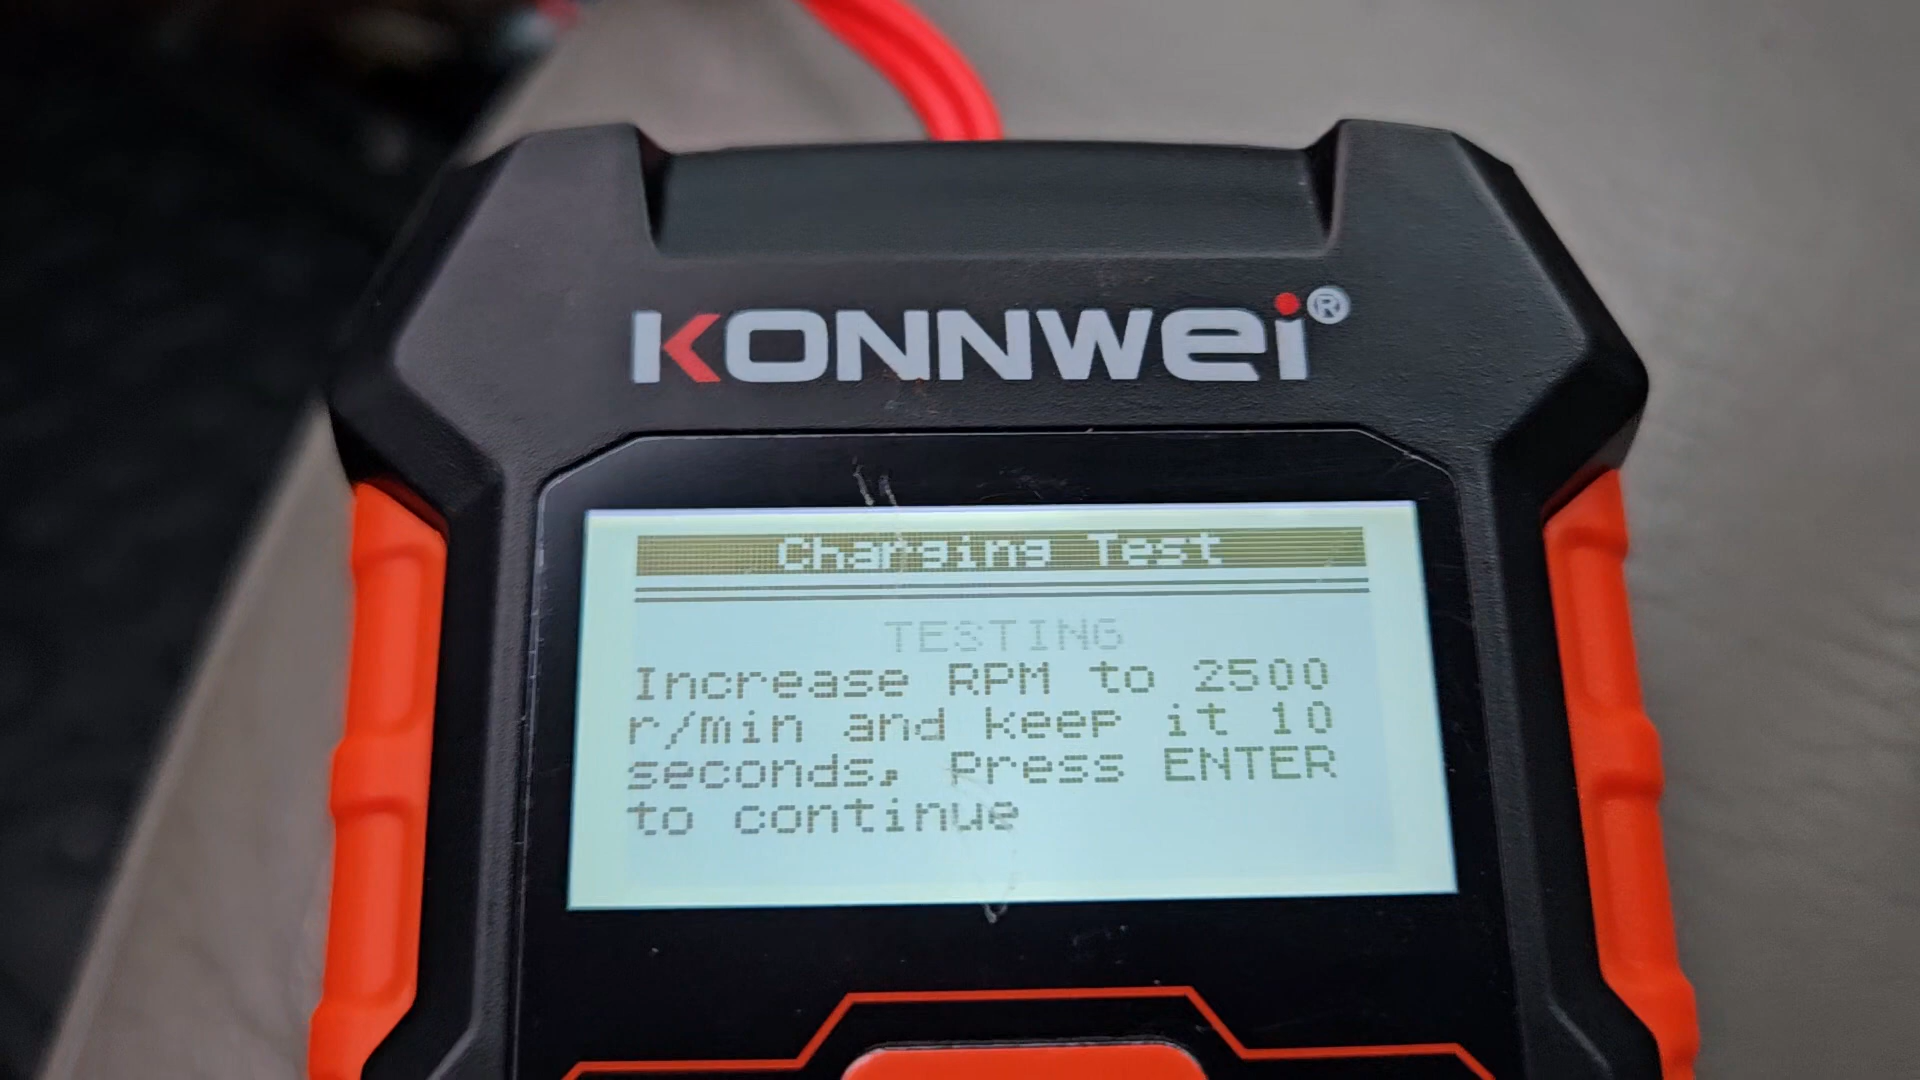 KONNWEI®
Charging Test
TESTING
Increase RPM to 2500
r/min and keep it 10
seconds, Press ENTER
to continue